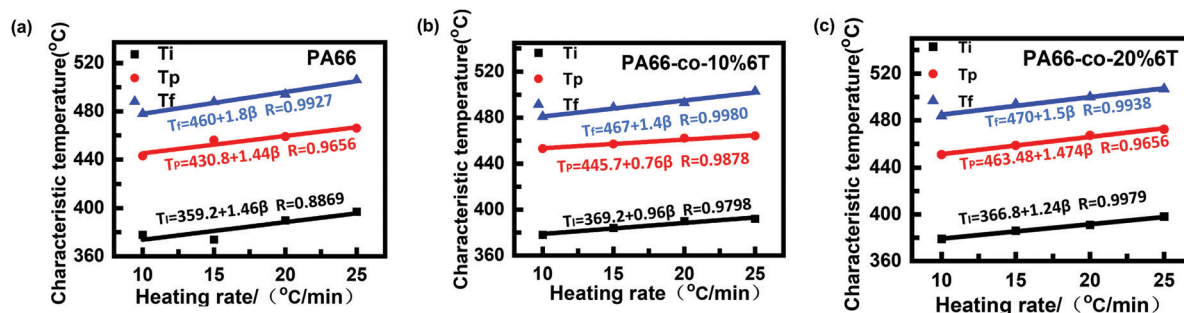 (a)
Characteristic temperature(°C)
520
480
440
400
360
Ti
Tp
Tf
PA66
Tf=460+1.8β R=0.9927
TP=430.8+1.44β R=0.9656
TI=359.2+1.46β R=0.8869
10 15 20 25
Heating rate/（°C/min）
(b)
Characteristic temperature(°C)
520
480
440
400
360
Ti
Tp
Tf
PA66-co-10%6T
Tf=467+1.4β R=0.9980
TP=445.7+0.76β R=0.9878
TI=369.2+0.96β R=0.9798
10 15 20 25
Heating rate（°C/min）
(c)
Characteristic temperature(°C)
540
480
420
360
Ti
Tp
Tf
PA66-co-20%6T
Tf=470+1.5β R=0.9938
TP=463.48+1.474β R=0.9656
TI=366.8+1.24β R=0.9979
10 15 20 25
Heating rate/（°C/min）